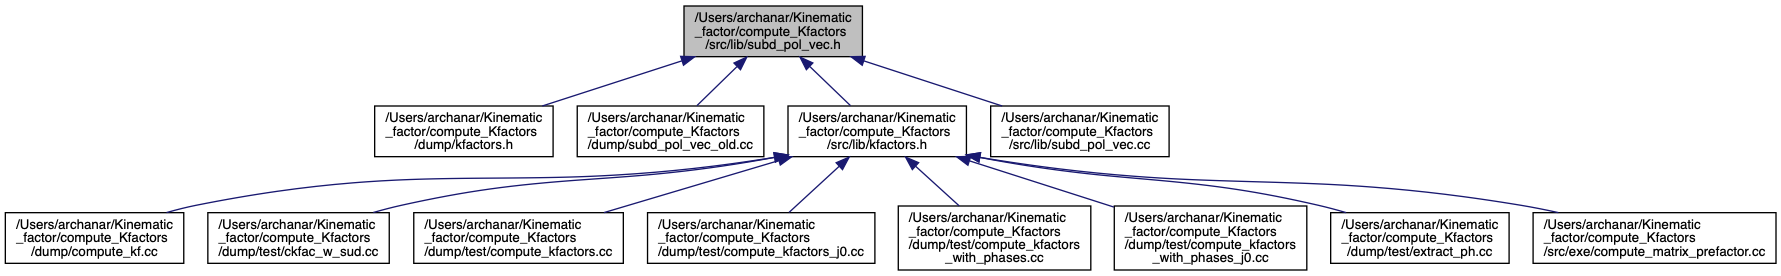 /Users/archanar/Kinematic
_factor/compute_Kfactors
/src/lib/subd_pol_vec.h
/Users/archanar/Kinematic
_factor/compute_Kfactors
/dump/kfactors.h
/Users/archanar/Kinematic
_factor/compute_Kfactors
/dump/subd_pol_vec_old.cc
/Users/archanar/Kinematic
_factor/compute_Kfactors
/src/lib/kfactors.h
/Users/archanar/Kinematic
_factor/compute_Kfactors
/src/lib/subd_pol_vec.cc
/Users/archanar/Kinematic
_factor/compute_Kfactors
/dump/compute_kf.cc
/Users/archanar/Kinematic
_factor/compute_Kfactors
/dump/test/ckfac_w_sud.cc
/Users/archanar/Kinematic
_factor/compute_Kfactors
/dump/test/compute_kfactors.cc
/Users/archanar/Kinematic
_factor/compute_Kfactors
/dump/test/compute_kfactors_j0.cc
/Users/archanar/Kinematic
_factor/compute_Kfactors
/dump/test/compute_kfactors
_with_phases.cc
/Users/archanar/Kinematic
_factor/compute_Kfactors
/dump/test/compute_kfactors
_with_phases_j0.cc
/Users/archanar/Kinematic
_factor/compute_Kfactors
/dump/test/extract_ph.cc
/Users/archanar/Kinematic
_factor/compute_Kfactors
/src/exe/compute_matrix_prefactor.cc